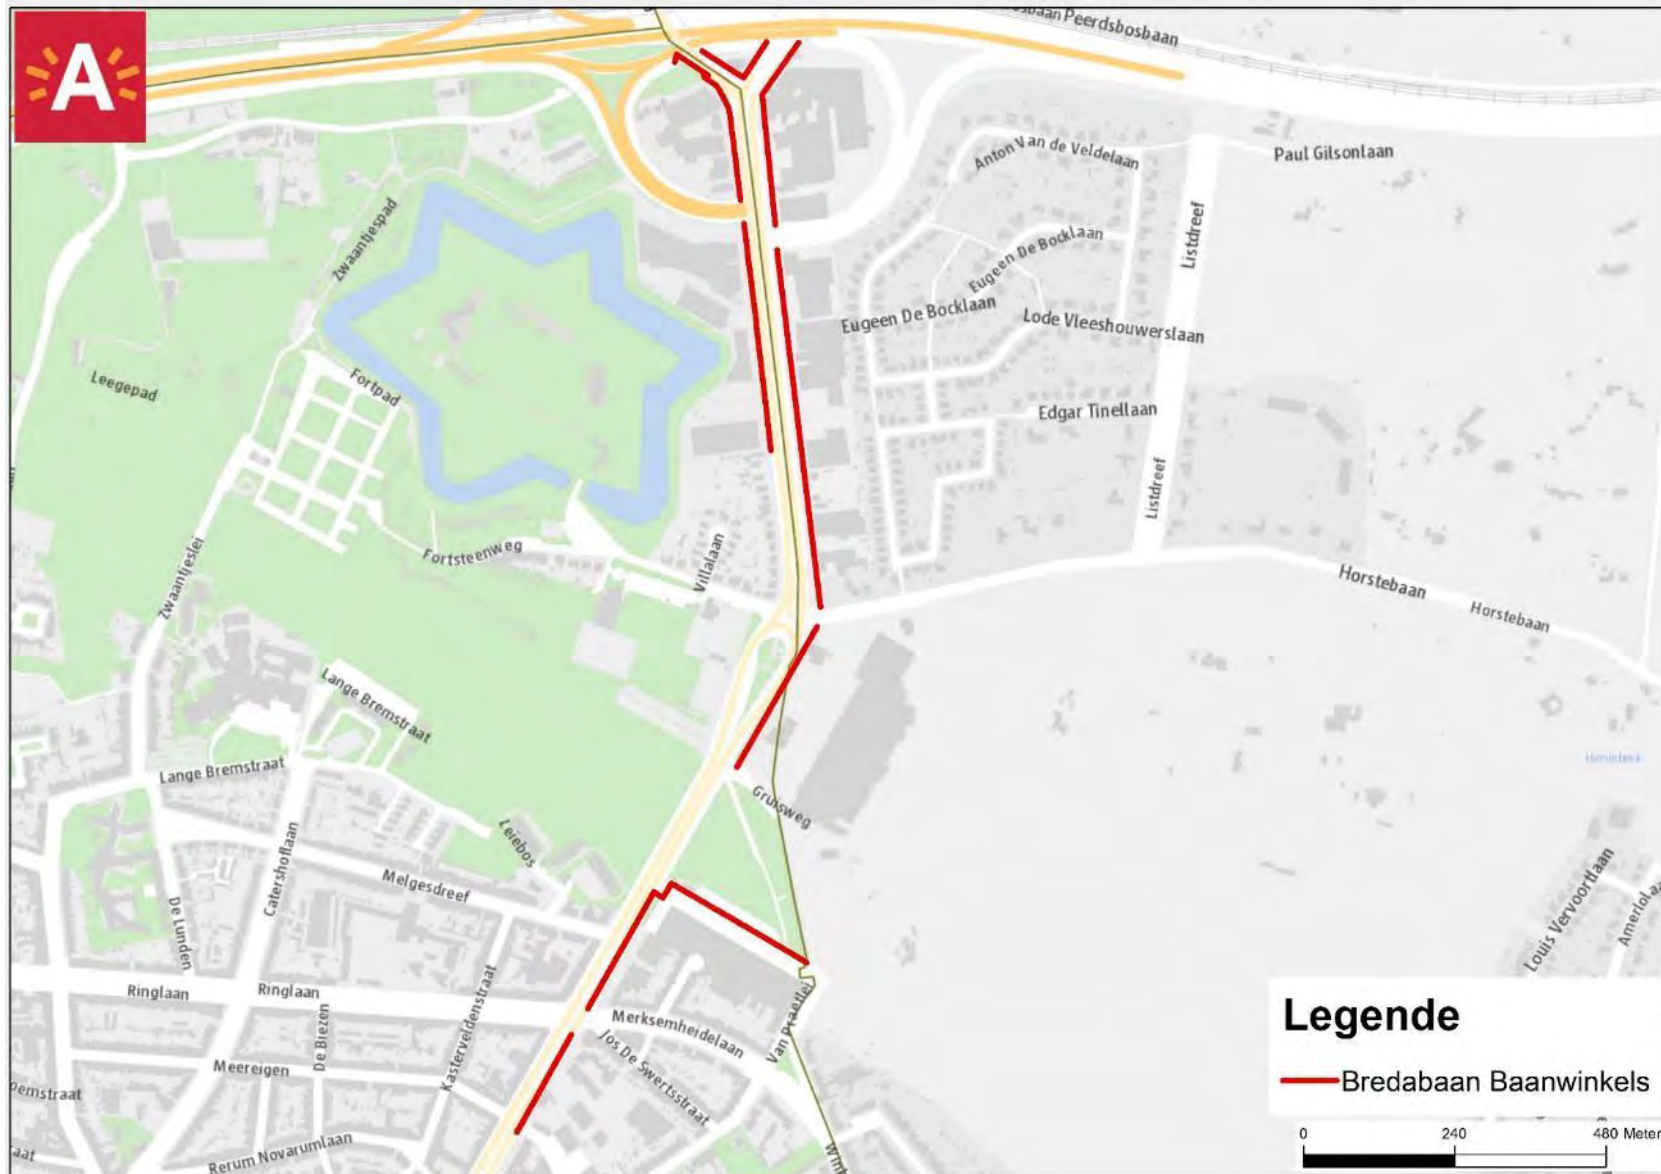 A
Peerdsbosbaan
Anton Van de Veldelaan
Paul Gilsonlaan
Zwaantjespad
Listdreef
Eugeen De Bocklaan
Eugeen De Bocklaan
Lode Vleeshouwerslaan
Leegepad
Fortpad
Edgar Tinellaan
Listdreef
Fortsteenweg
Villalaan
Zwaantjeslei
Horstebaan
Horstebaan
Lange Bremstraat
Lange Bremstraat
Gruisweg
Leiebos
Catershoflaan
Melgesdreef
De Lunden
Louis Vervoortlaan
Ringlaan
Ringlaan
De Biezen
Kasterveldenstraat
Merksemheidelaan
Van Praetlei
Jos De Swertsstraat
Meereigen
Rerum Novarumlaan
Legende
Bredabaan Baanwinkels
0 240 480 Meter